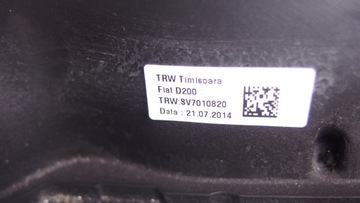 TRW Timisoara
Fiat D200
TRW:SV7010820
Data : 21.07.2014